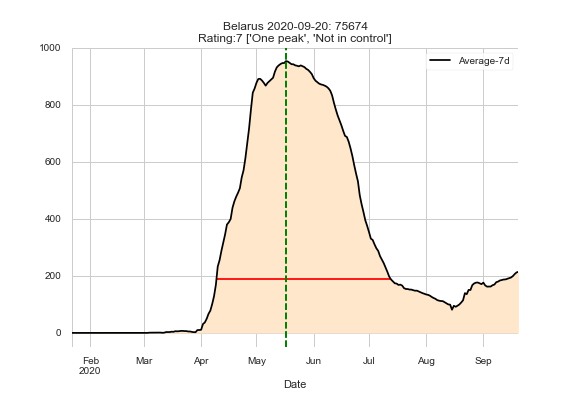 Belarus 2020-09-20: 75674
Rating:7 ['One peak', 'Not in control']
1000
Average-7d
800
600
400
200
0
Feb Mar Apr May Jun Jul Aug Sep
2020
Date